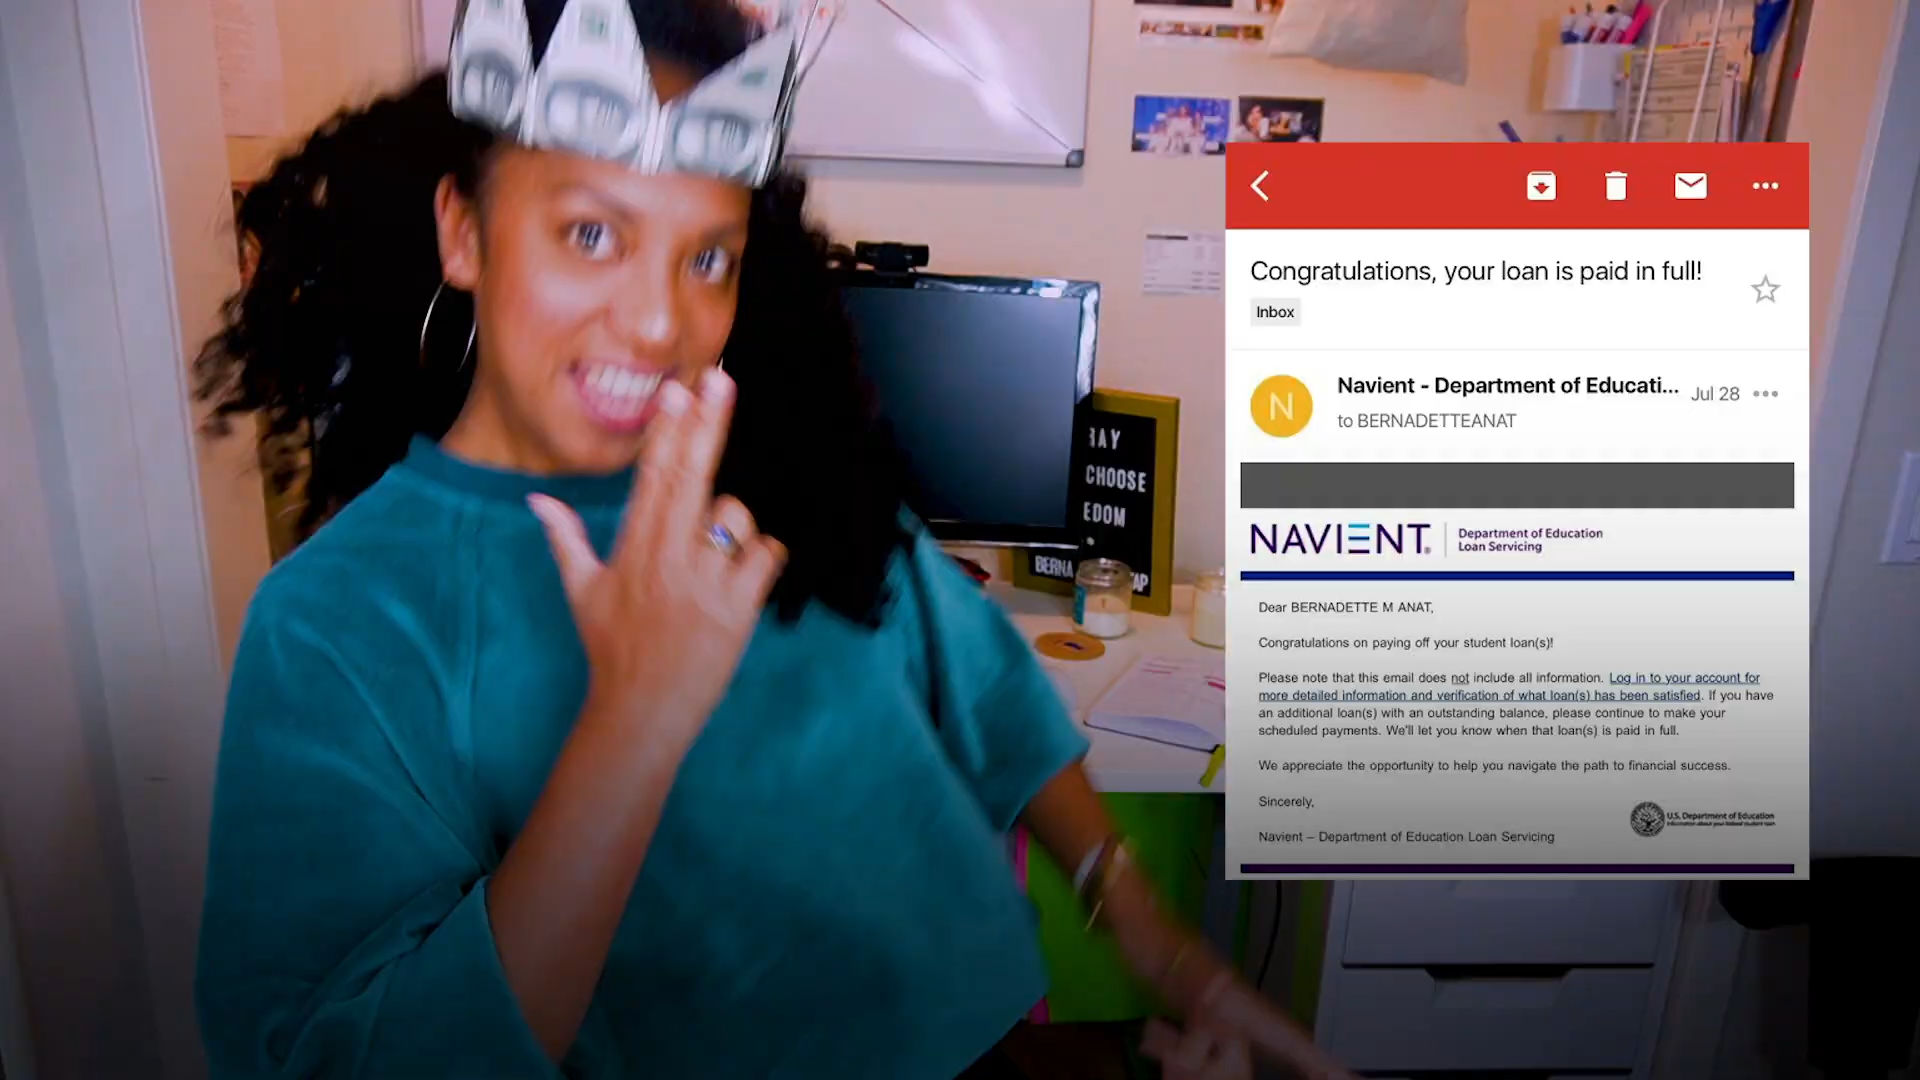 Congratulations, your loan is paid in full!
Inbox
N
Navient - Department of Educati... Jul 28
to BERNADETTEANAT
NAVIENT
Department of Education
Loan Servicing
Dear BERNADETTE M ANAT,
Congratulations on paying off your student loan(s)!
Please note that this email does not include all information. Log in to your account for
more detailed information and verification of what loan(s) has been satisfied. If you have
an additional loan(s) with an outstanding balance, please continue to make your
scheduled payments. We'll let you know when that loan(s) is paid in full.
We appreciate the opportunity to help you navigate the path to financial success.
Sincerely,
Navient – Department of Education Loan Servicing
U.S. Department of Education
AY
CHOOSE
EDOM
BERNA AP